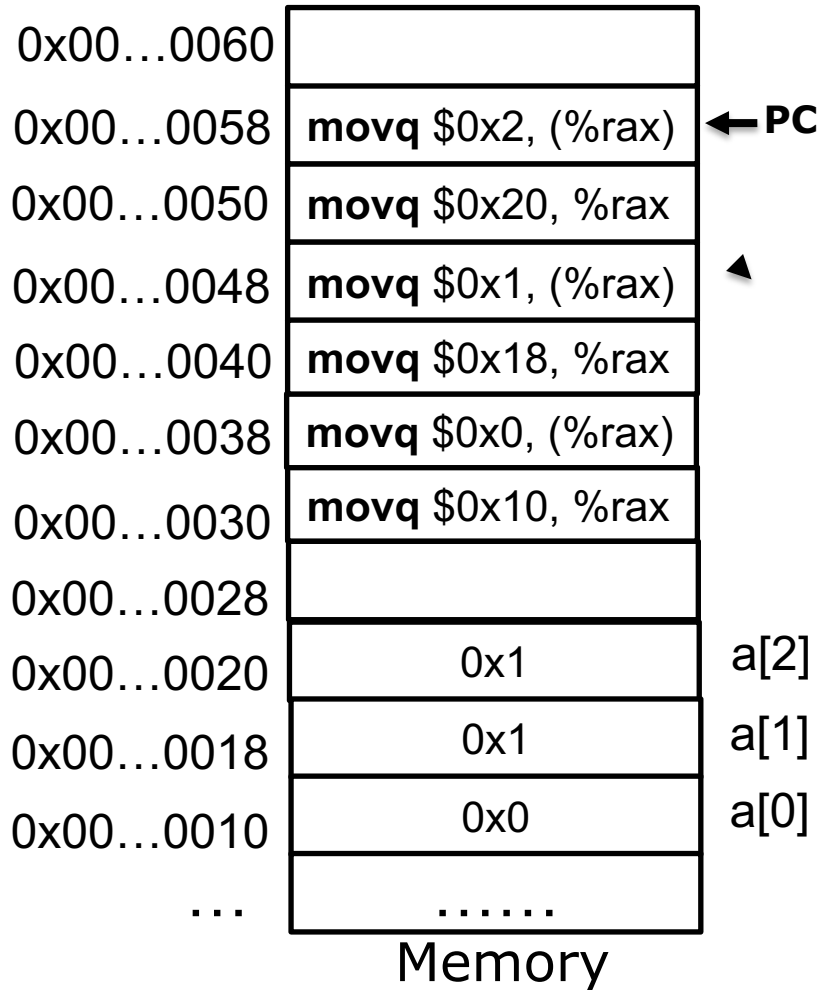 0x00…0060
0x00…0058 movq $0x2, (%rax) PC
0x00…0050 movq $0x20, %rax
0x00…0048 movq $0x1, (%rax)
0x00…0040 movq $0x18, %rax
0x00…0038 movq $0x0, (%rax)
0x00…0030 movq $0x10, %rax
0x00…0028
0x00…0020 0x1 a[2]
0x00…0018 0x1 a[1]
0x00…0010 0x0 a[0]
… ……
Memory